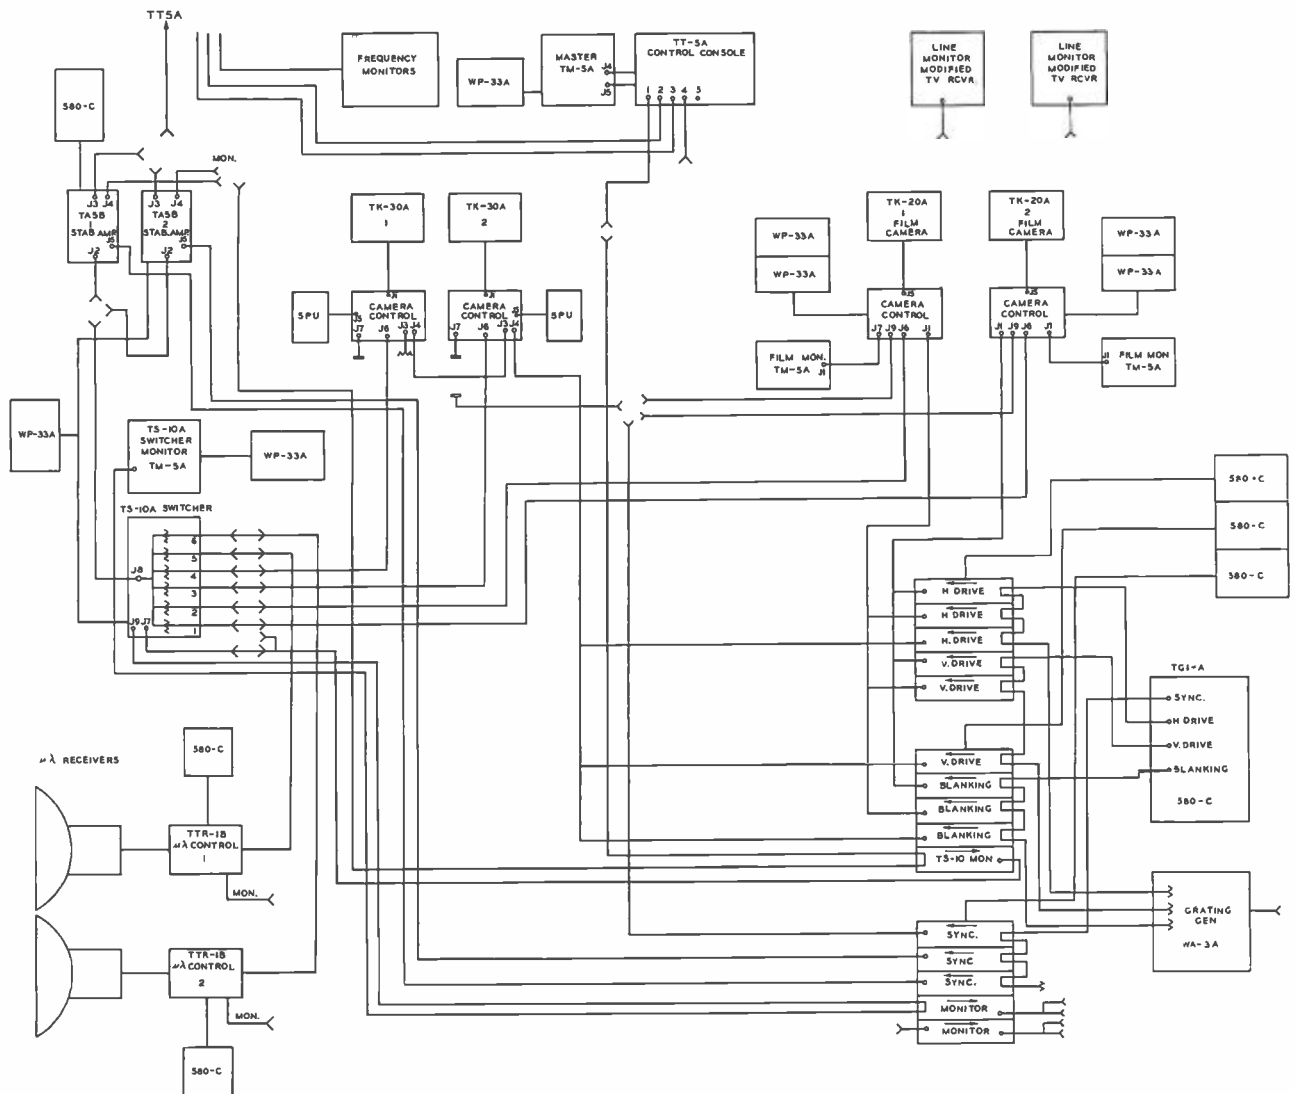 TT5A
580-C
FREQUENCY
MONITORS
WP-33A
MASTER
TM-5A
J4
J5
TT-5A
CONTROL CONSOLE
1 2 3 4 5
LINE
MONITOR
MODIFIED
TV RCVR
LINE
MONITOR
MODIFIED
TV RCVR
MON.
J3 J4
TA5B
1
STAB.AMP
J5
J2
J3 J4
TA5B
2
STAB.AMP
J5
J2
TK-30A
1
TK-30A
2
SPU
J1
CAMERA
CONTROL
J5
J7 J6 J3 J4
J1
CAMERA
CONTROL
J5
J7 J6 J3 J4
SPU
WP-33A
WP-33A
TK-20A
1
FILM
CAMERA
TK-20A
2
FILM
CAMERA
WP-33A
WP-33A
J5
CAMERA
CONTROL
J7 J9 J6 J1
J5
CAMERA
CONTROL
J1 J9 J6 J1
FILM MON.
TM-5A
J1
J1
FILM MON
TM-5A
WP-33A
TS-10A
SWITCHER
MONITOR
TM-5A
WP-33A
TS-10A SWITCHER
6
5
J8
4
3
2
J9 J7
1
580-C
580-C
580-C
H DRIVE
H DRIVE
H. DRIVE
V. DRIVE
V. DRIVE
V. DRIVE
BLANKING
BLANKING
BLANKING
TS-10 MON
TG1-A
SYNC.
H DRIVE
V. DRIVE
BLANKING
580-C
µλ RECEIVERS
580-C
TTR-1B
µλ CONTROL
1
MON.
TTR-1B
µλ CONTROL
2
MON.
580-C
SYNC.
SYNC
SYNC.
MONITOR
MONITOR
GRATING
GEN
WA-3A